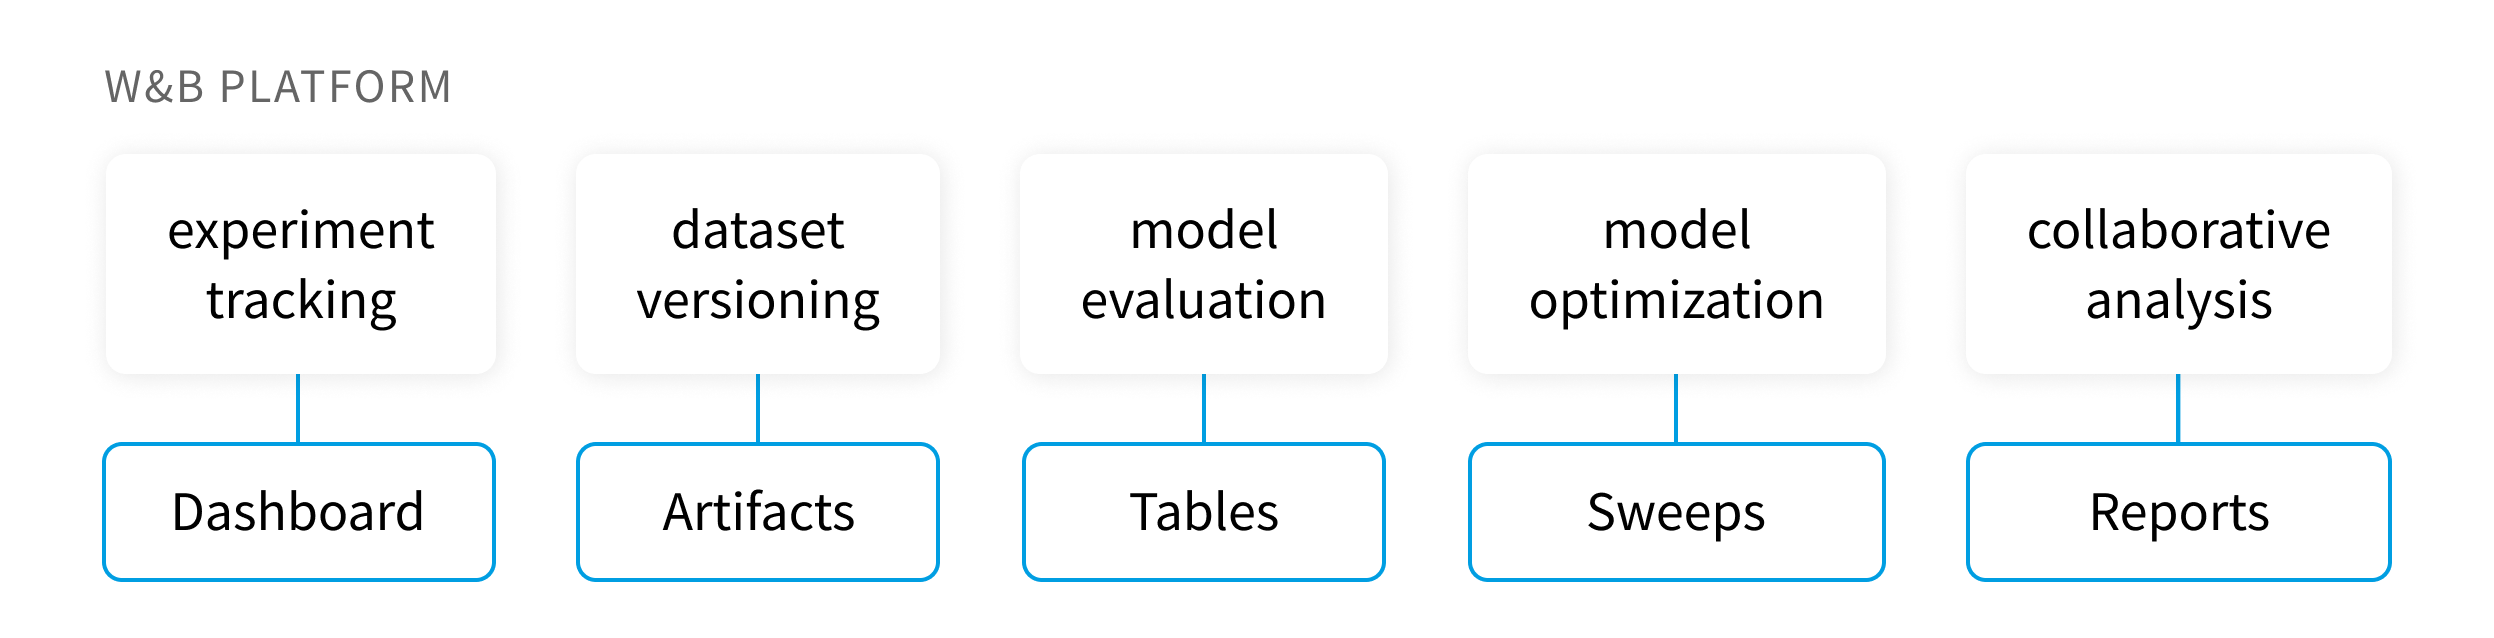 W&B PLATFORM
experiment
tracking
dataset
versioning
model
evaluation
model
optimization
collaborative
analysis
Dashboard
Artifacts
Tables
Sweeps
Reports